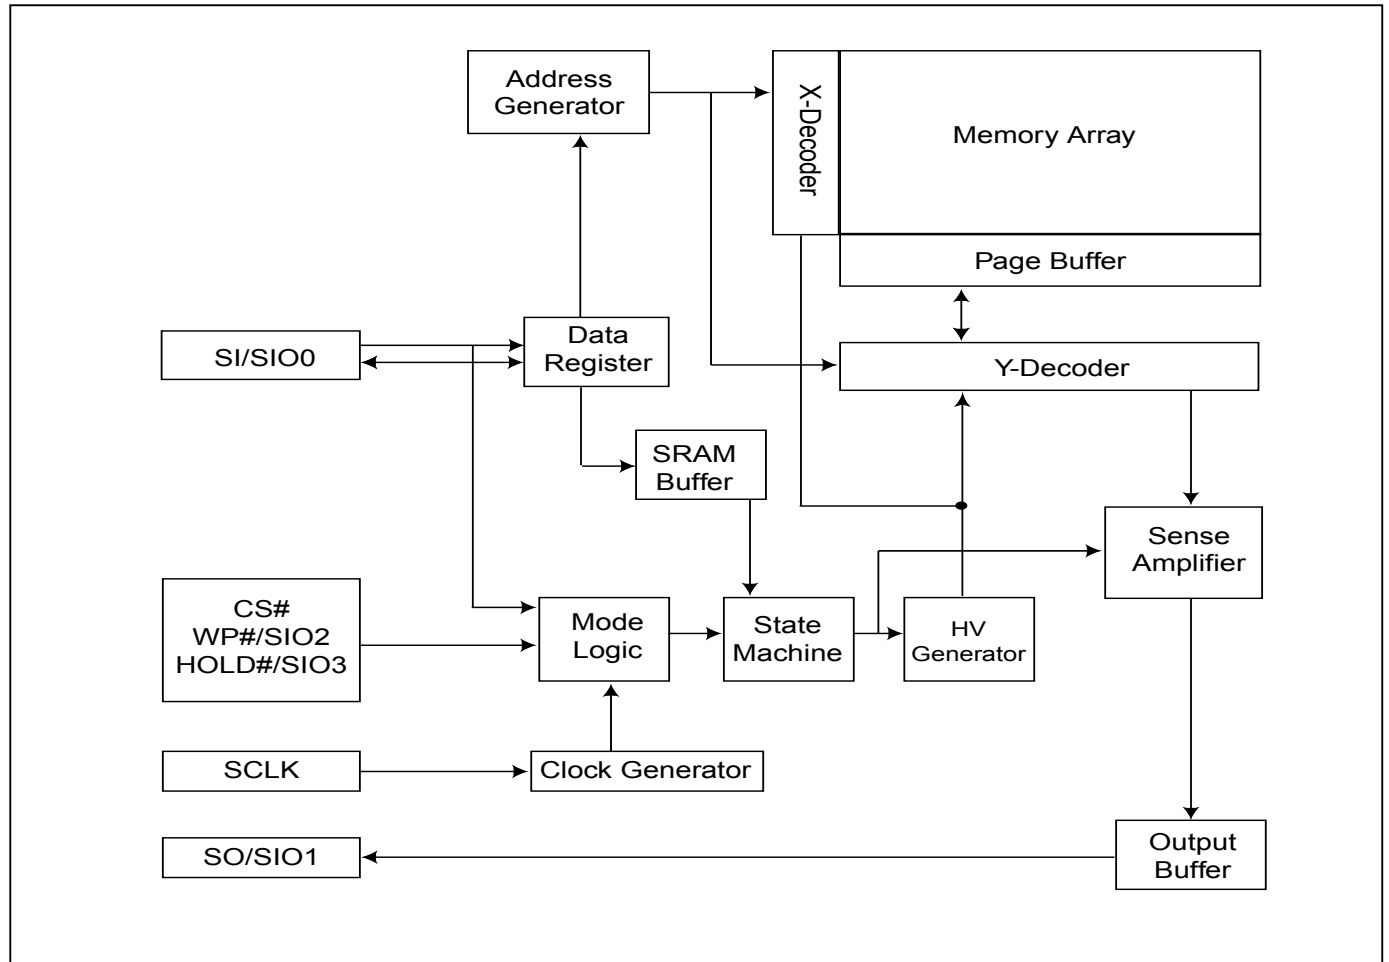 Address
Generator
X-Decoder
Memory Array
Page Buffer
SI/SIO0
Data
Register
Y-Decoder
SRAM
Buffer
Sense
Amplifier
CS#
WP#/SIO2
HOLD#/SIO3
Mode
Logic
State
Machine
HV
Generator
SCLK
Clock Generator
SO/SIO1
Output
Buffer